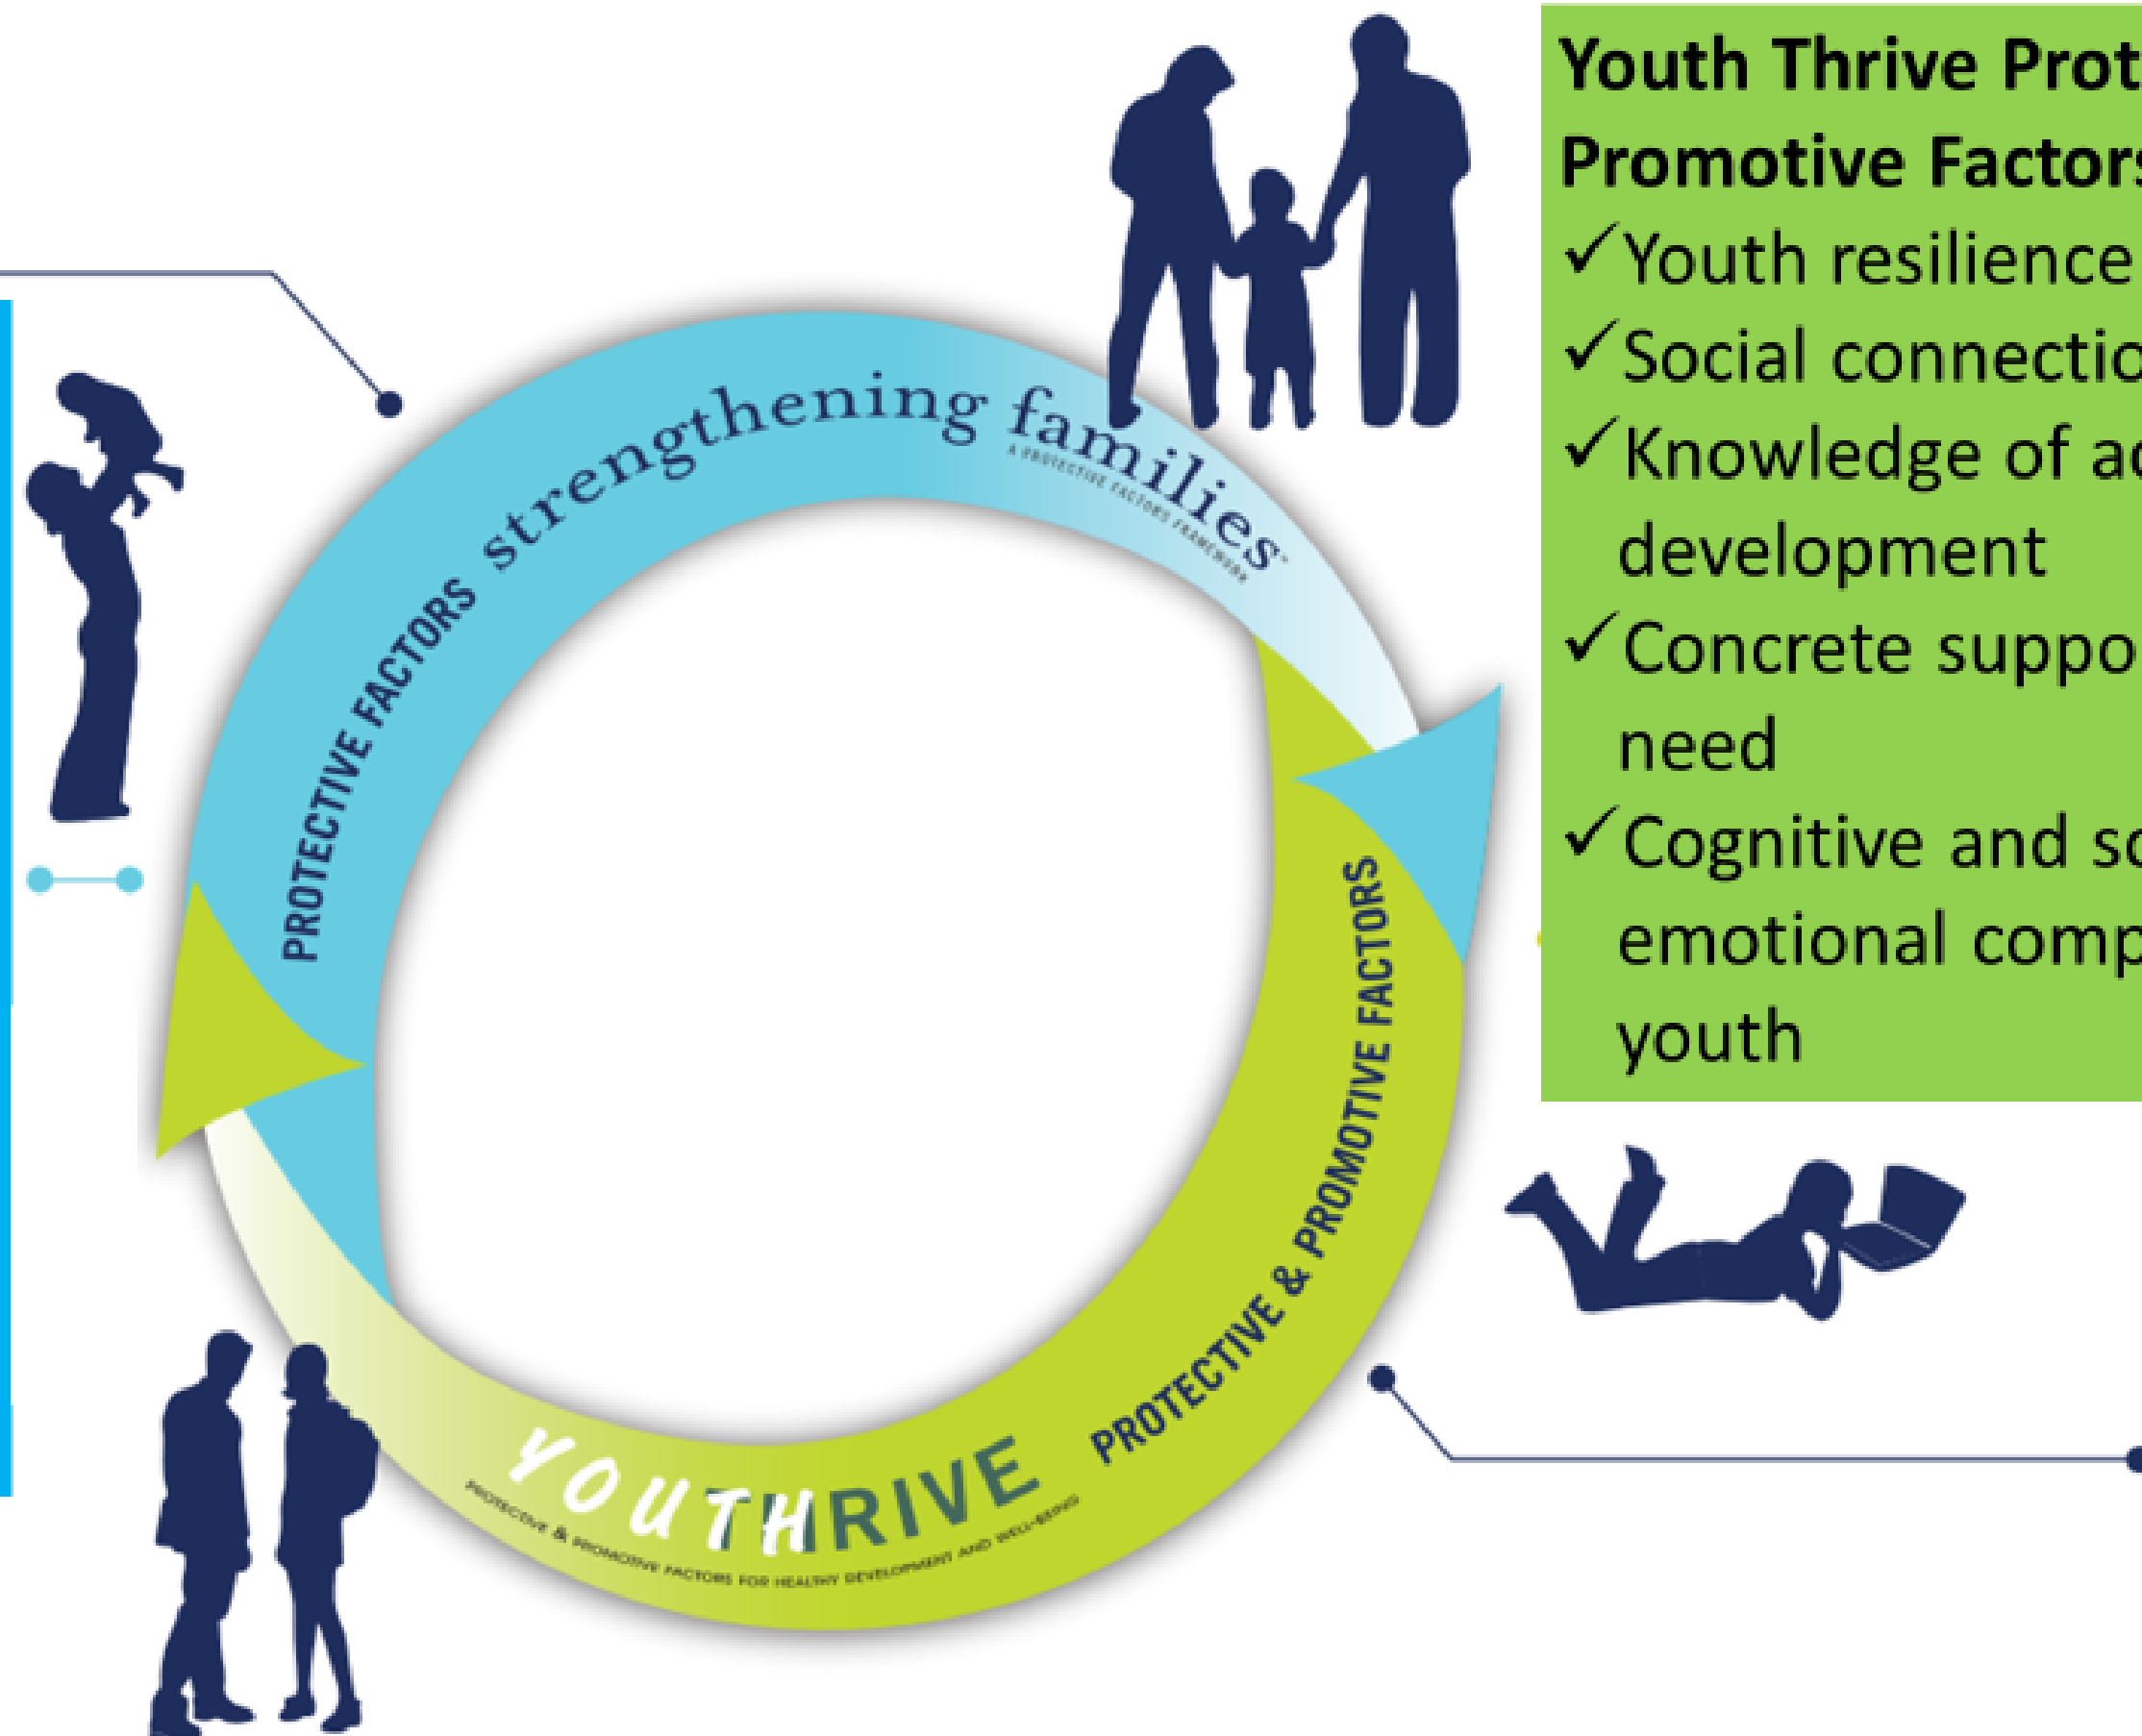 PROTECTIVE FACTORS strengthening families
A PROTECTIVE FACTORS FRAMEWORK
PROTECTIVE & PROMOTIVE FACTORS
YOUTHRIVE
PROTECTIVE & PROMOTIVE FACTORS FOR HEALTHY DEVELOPMENT AND WELL-BEING
Youth Thrive Prot
Promotive Factors
✓Youth resilience
✓Social connectio
✓Knowledge of ad
development
✓Concrete suppo
need
✓Cognitive and so
emotional comp
youth